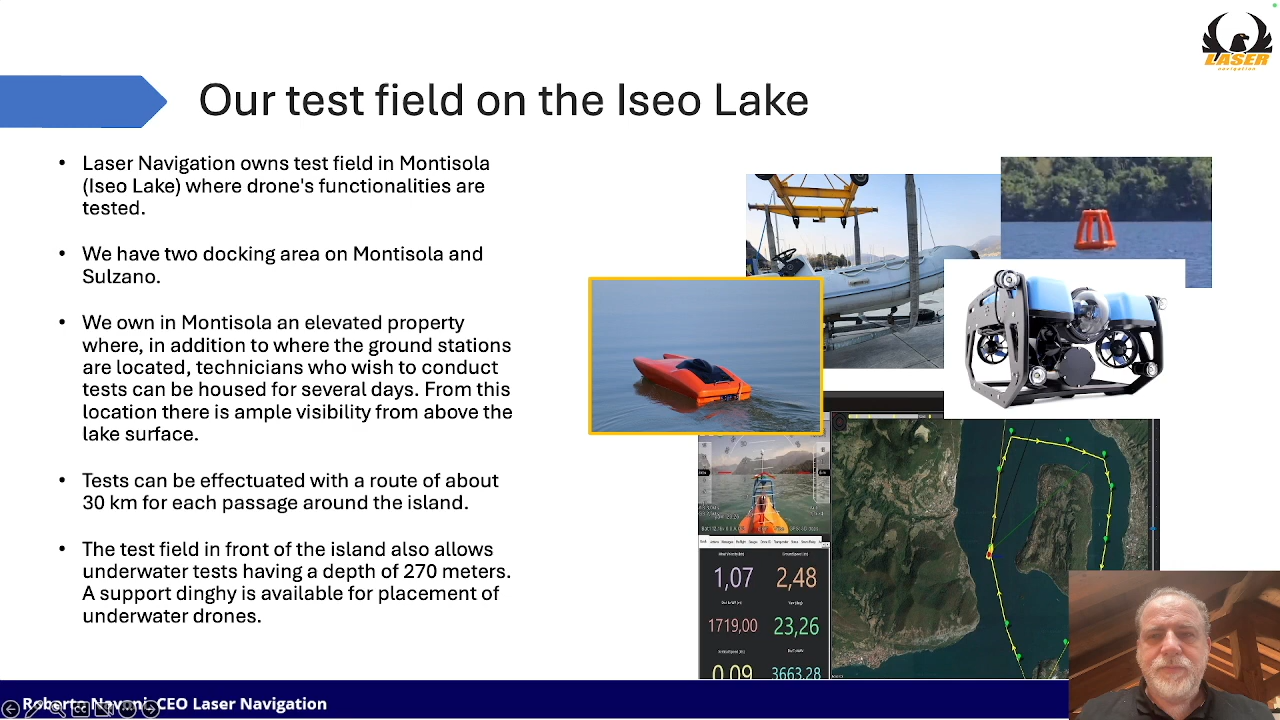 LASER
navigation
Our test field on the Iseo Lake
• Laser Navigation owns test field in Montisola
(Iseo Lake) where drone's functionalities are
tested.
• We have two docking area on Montisola and
Sulzano.
• We own in Montisola an elevated property
where, in addition to where the ground stations
are located, technicians who wish to conduct
tests can be housed for several days. From this
location there is ample visibility from above the
lake surface.
• Tests can be effectuated with a route of about
30 km for each passage around the island.
• The test field in front of the island also allows
underwater tests having a depth of 270 meters.
A support dinghy is available for placement of
underwater drones.
1,07 2,48
1719,00 23,26
0,09 3663,28
CEO Laser Navigation